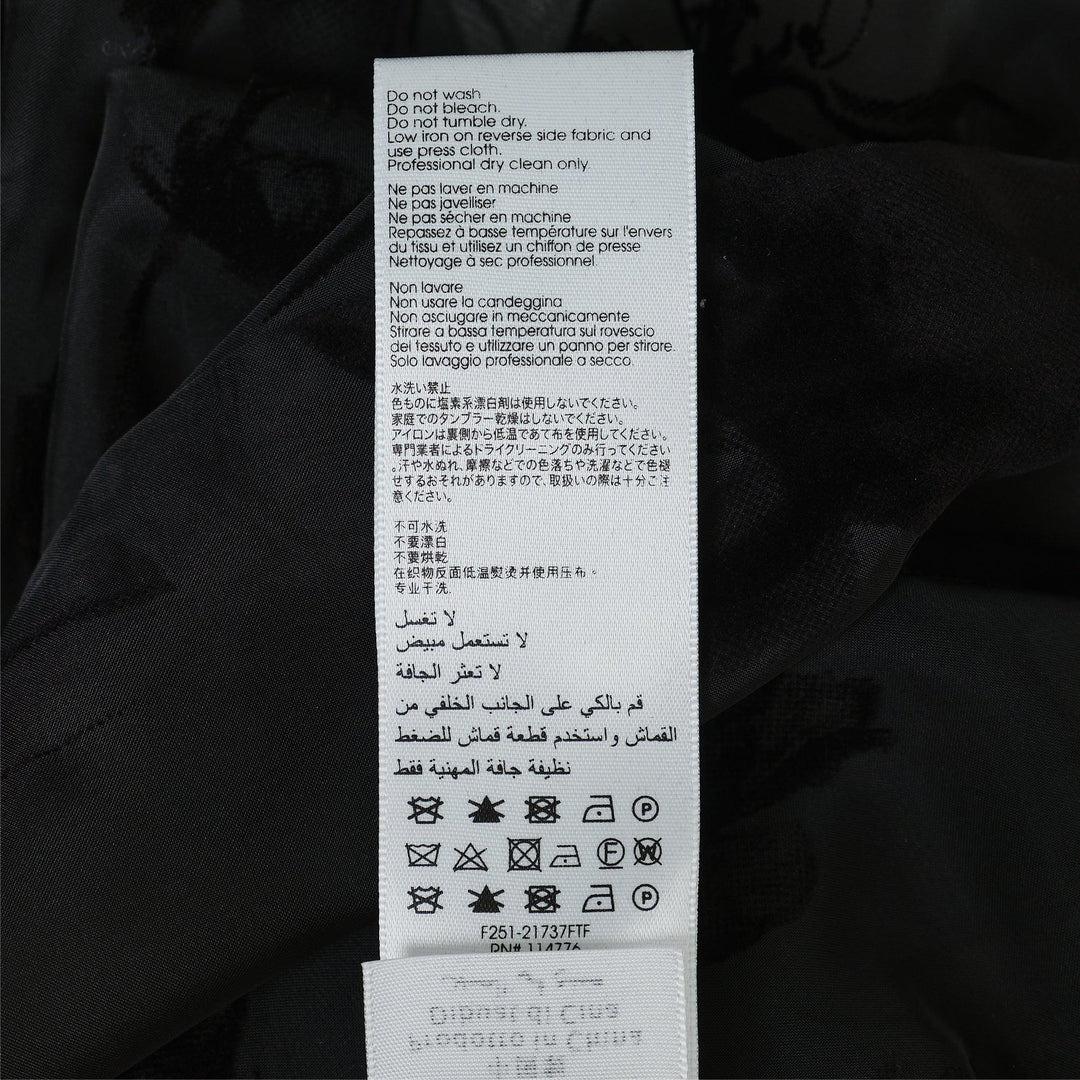 Do not wash
Do not bleach.
Do not tumble dry.
Low iron on reverse side fabric and
use press cloth.
Professional dry clean only.
Ne pas laver en machine
Ne pas javelliser
Ne pas sécher en machine
Repassez à basse température sur l'envers
du tissu et utilisez un chiffon de presse
Nettoyage à sec professionnel.
Non lavare
Non usare la candeggina
Non asciugare in meccanicamente
Stirare a bassa temperatura sul rovescio
del tessuto e utilizzare un panno per stirare.
Solo lavaggio professionale a secco.
水洗い禁止
色ものに塩素系漂白剤は使用しないでください。
家庭でのタンブラー乾燥はしないでください。
アイロンは裏側から低温であて布を使用してください。
専門業者によるドライクリーニングのみ行ってください
。汗や水ぬれ、摩擦などでの色落ちや洗濯などで色褪
せするおそれがありますので、取扱いの際は十分ご注
意ください。
不可水洗
不要漂白
不要烘乾
在织物反面低温熨烫并使用压布。
专业干洗.
لا تغسل
لا تستعمل مبيض
لا تعثر الجافة
قم بالكي على الجانب الخلفي من
القماش واستخدم قطعة قماش للضغط
نظيفة جافة المهنية فقط
P
F W
P
F251-21737FTF
RN# 114776
Dibuat di Cina
Prodotto in China